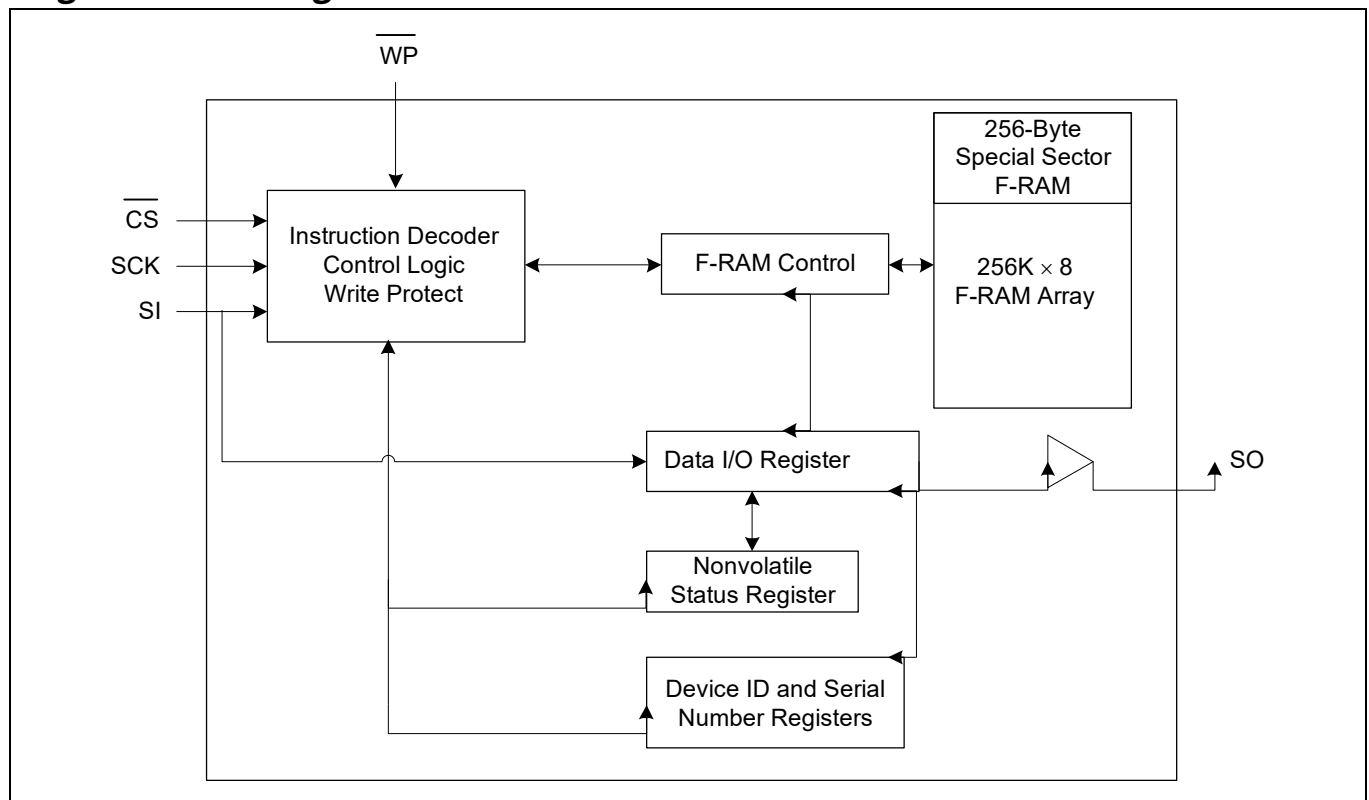 WP
256-Byte
Special Sector
F-RAM
CS
SCK
SI
Instruction Decoder
Control Logic
Write Protect
F-RAM Control
256K × 8
F-RAM Array
Data I/O Register
SO
Nonvolatile
Status Register
Device ID and Serial
Number Registers